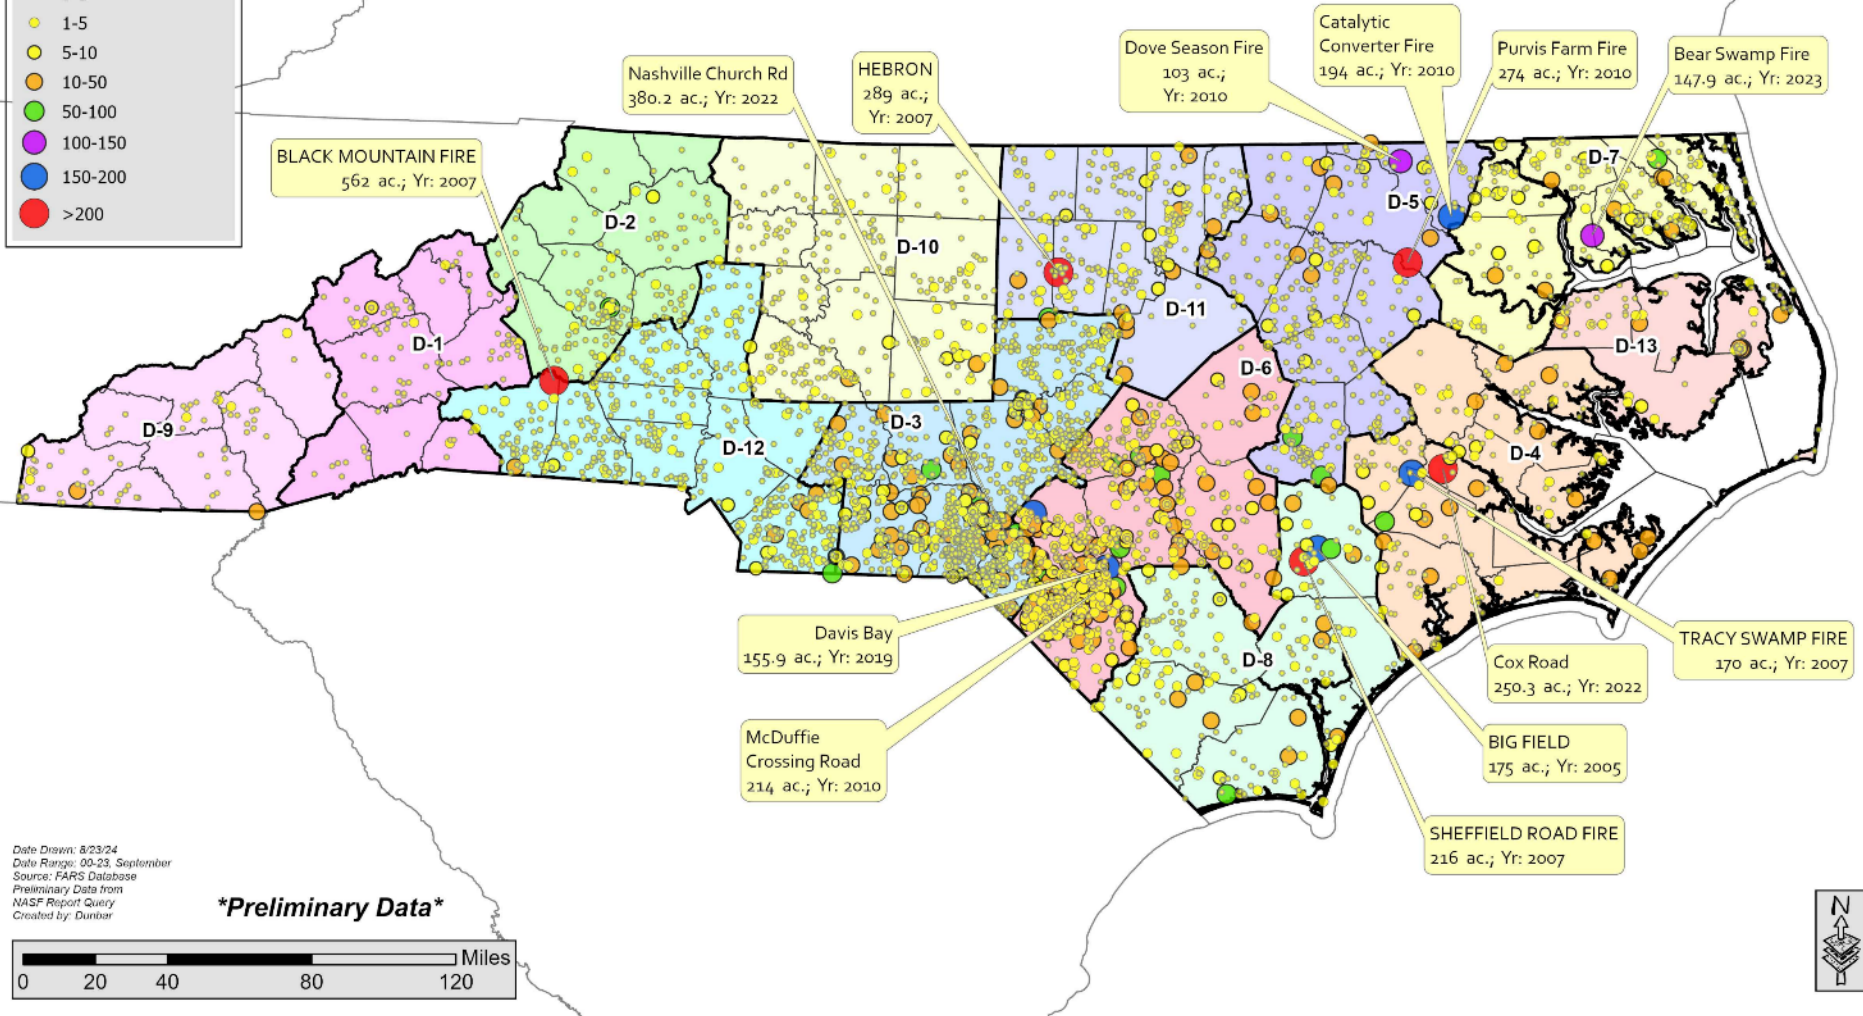 1-5
5-10
10-50
50-100
100-150
150-200
>200
BLACK MOUNTAIN FIRE
562 ac.; Yr: 2007
Nashville Church Rd
380.2 ac.; Yr: 2022
HEBRON
289 ac.;
Yr: 2007
Dove Season Fire
103 ac.;
Yr: 2010
Catalytic
Converter Fire
194 ac.; Yr: 2010
Purvis Farm Fire
274 ac.; Yr: 2010
Bear Swamp Fire
147.9 ac.; Yr: 2023
D-7
D-5
D-2
D-10
D-11
D-1
D-13
D-6
D-9
D-3
D-12
D-4
D-8
Davis Bay
155.9 ac.; Yr: 2019
McDuffie
Crossing Road
214 ac.; Yr: 2010
TRACY SWAMP FIRE
170 ac.; Yr: 2007
Cox Road
250.3 ac.; Yr: 2022
BIG FIELD
175 ac.; Yr: 2005
SHEFFIELD ROAD FIRE
216 ac.; Yr: 2007
Date Drawn: 8/23/24
Date Range: 00-23, September
Source: FARS Database
Preliminary Data from
NASF Report Query
Created by: Dunbar
*Preliminary Data*
Miles
0 20 40 80 120
N